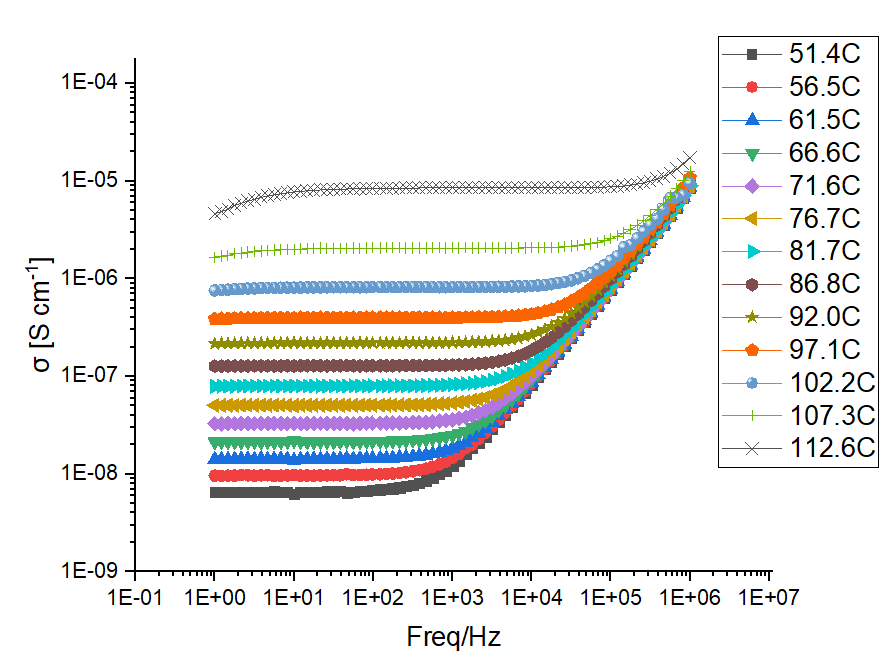 1E-04
1E-05
1E-06
1E-07
1E-08
1E-09
σ [S cm⁻¹]
1E-01 1E+00 1E+01 1E+02 1E+03 1E+04 1E+05 1E+06 1E+07
Freq/Hz
51.4C
56.5C
61.5C
66.6C
71.6C
76.7C
81.7C
86.8C
92.0C
97.1C
102.2C
107.3C
112.6C